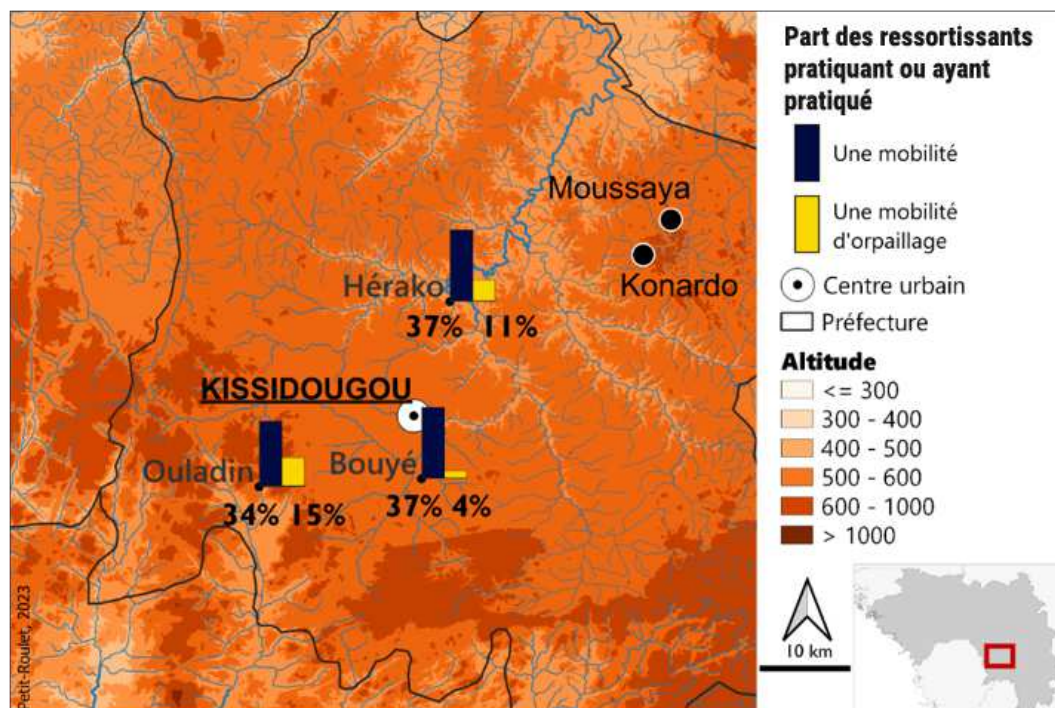 Part des ressortissants
pratiquant ou ayant
pratiqué
Une mobilité
Une mobilité
d'orpaillage
Centre urbain
Préfecture
Altitude
<= 300
300 - 400
400 - 500
500 - 600
600 - 1000
> 1000
10 km
Moussaya
Konardo
Hérako
37% 11%
KISSIDOUGOU
Ouladin
34% 15%
Bouyé
37% 4%
Petit-Roulet, 2023